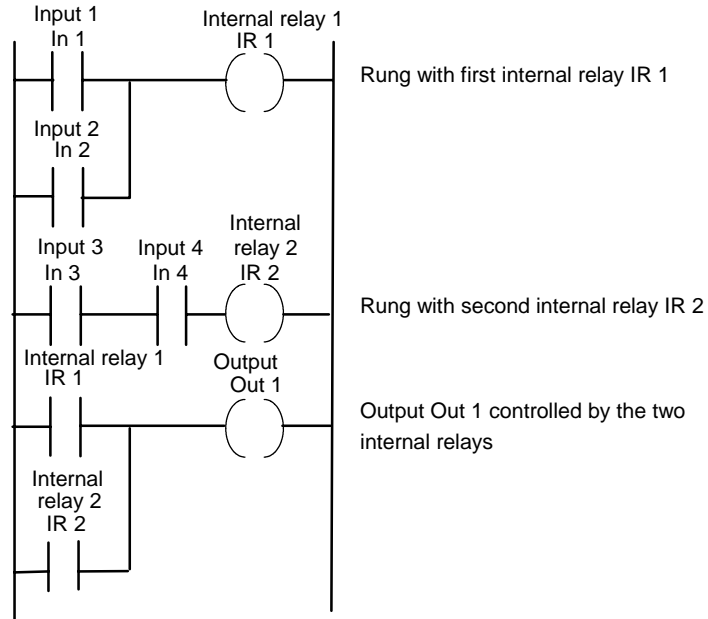 Input 1
In 1
Internal relay 1
IR 1
Rung with first internal relay IR 1
Input 2
In 2
Input 3
In 3
Input 4
In 4
Internal
relay 2
IR 2
Rung with second internal relay IR 2
Internal relay 1
IR 1
Output
Out 1
Output Out 1 controlled by the two
internal relays
Internal
relay 2
IR 2